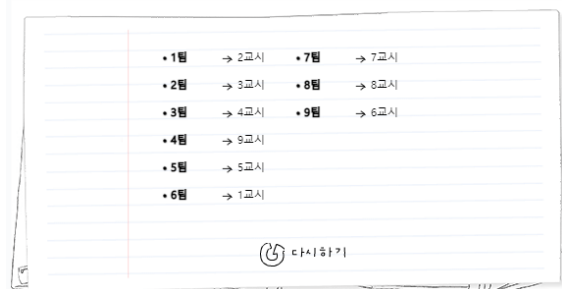 • 1팀 → 2교시 • 7팀 → 7교시
• 2팀 → 3교시 • 8팀 → 8교시
• 3팀 → 4교시 • 9팀 → 6교시
• 4팀 → 9교시
• 5팀 → 5교시
• 6팀 → 1교시
다시하기